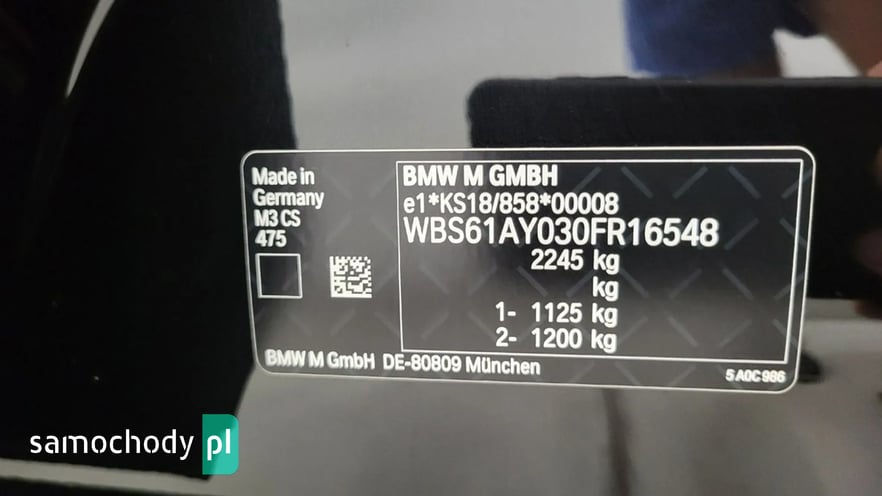 Made in
Germany
M3 CS
475
BMW M GMBH
e1*KS18/858*00008
WBS61AY030FR16548
2245 kg
kg
1- 1125 kg
2- 1200 kg
BMW M GmbH DE-80809 München
5 A0C 986
samochody pl